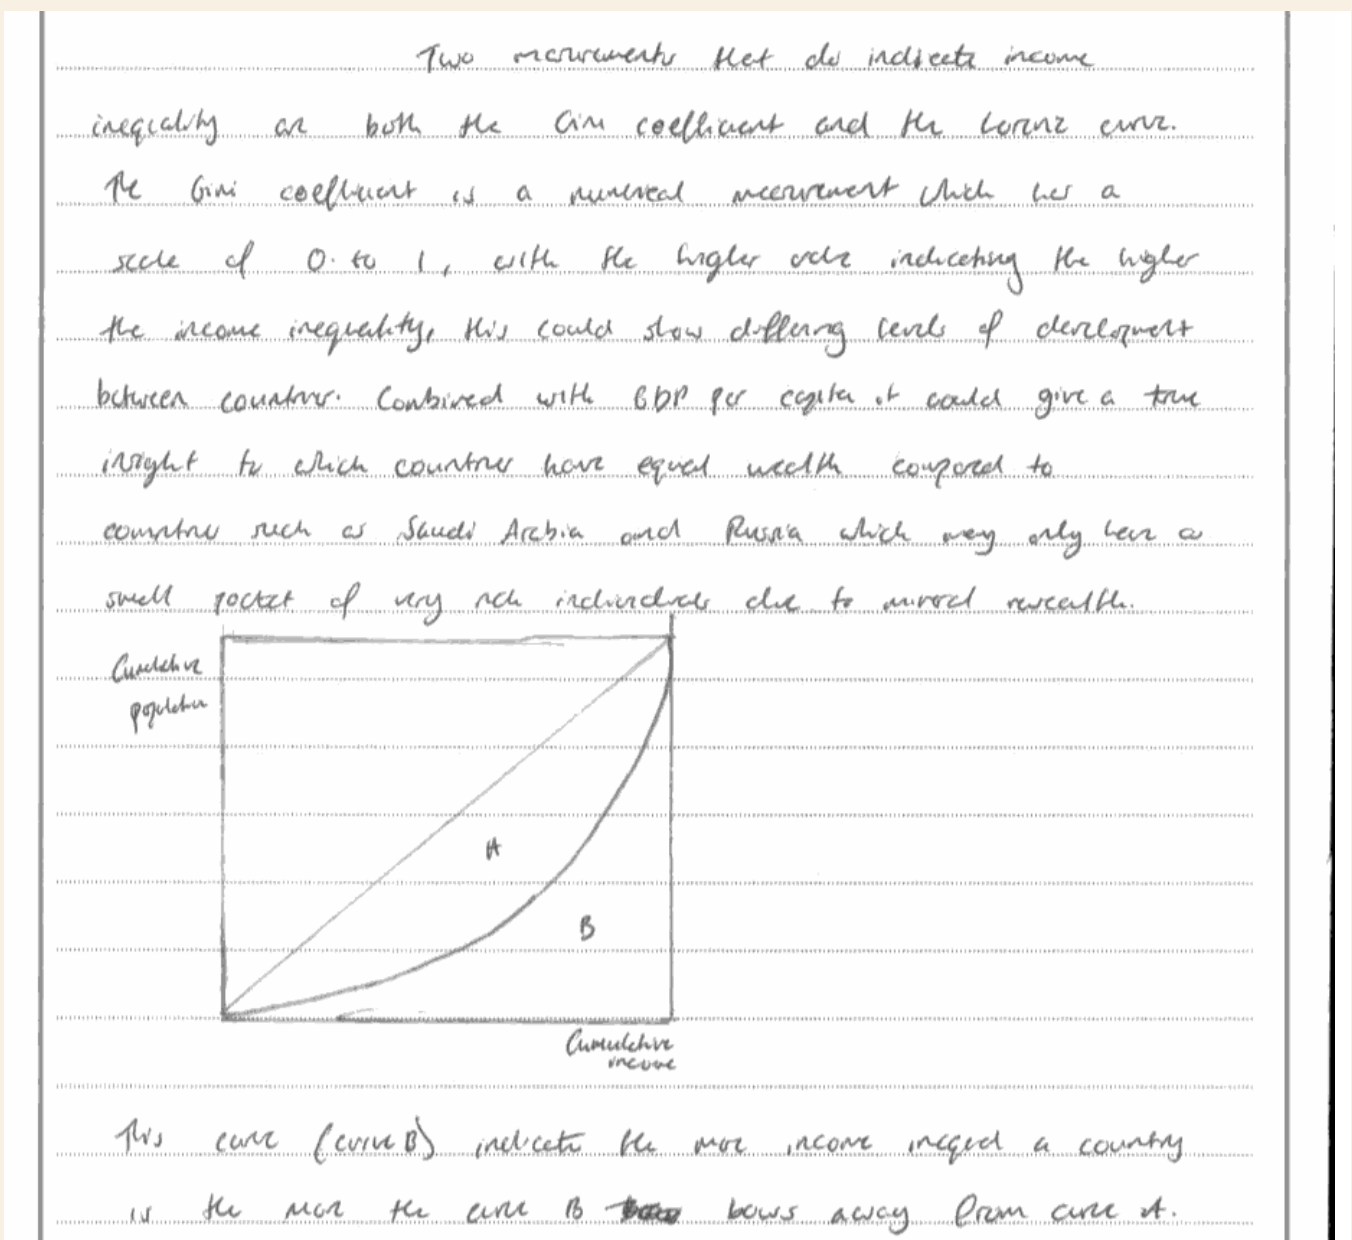 Two measurements that do indicate income
inequality are both the Gini coefficient and the Lorenz curve.
The Gini coefficient is a numerical measurement which has a
scale of 0 to 1, with the higher value indicating the higher
the income inequality, this could show differing levels of development
between countries. Combined with GDP per capita it could give a true
insight to which countries have equal wealth compared to
countries such as Saudi Arabia and Russia which may only have a
small pocket of very rich individuals due to mineral
Cumulative
population
A
B
Cumulative
income
This curve (curve B) indicate the more income inequal a country
is the more the curve B bows away from curve A.